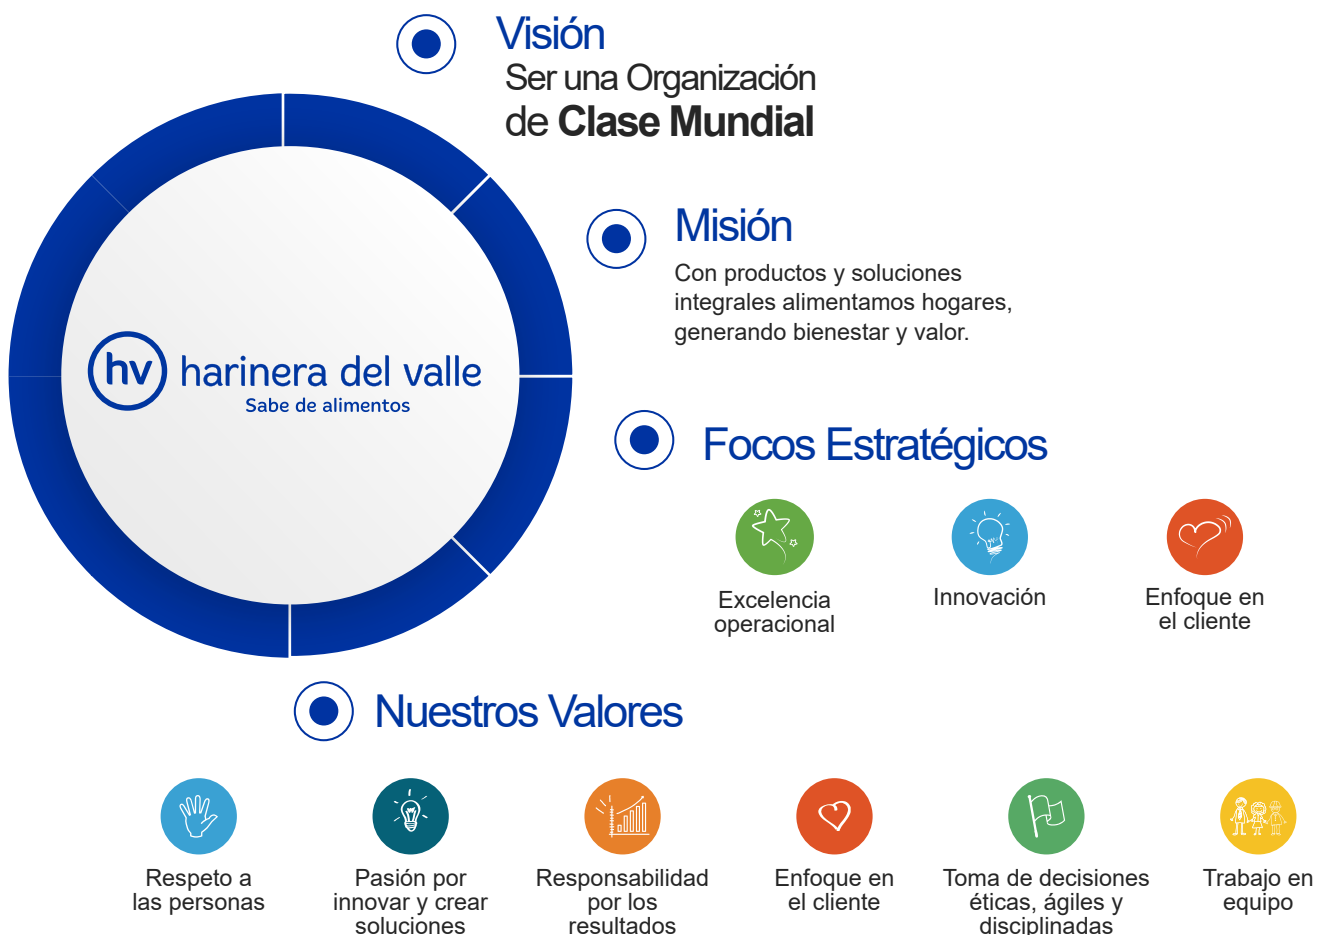 Visión
Ser una Organización
de Clase Mundial
Misión
Con productos y soluciones
integrales alimentamos hogares,
generando bienestar y valor.
hv harinera del valle
Sabe de alimentos
Focos Estratégicos
Excelencia
operacional
Innovación
Enfoque en
el cliente
Nuestros Valores
Respeto a
las personas
Pasión por
innovar y crear
soluciones
Responsabilidad
por los
resultados
Enfoque en
el cliente
Toma de decisiones
éticas, ágiles y
disciplinadas
Trabajo en
equipo